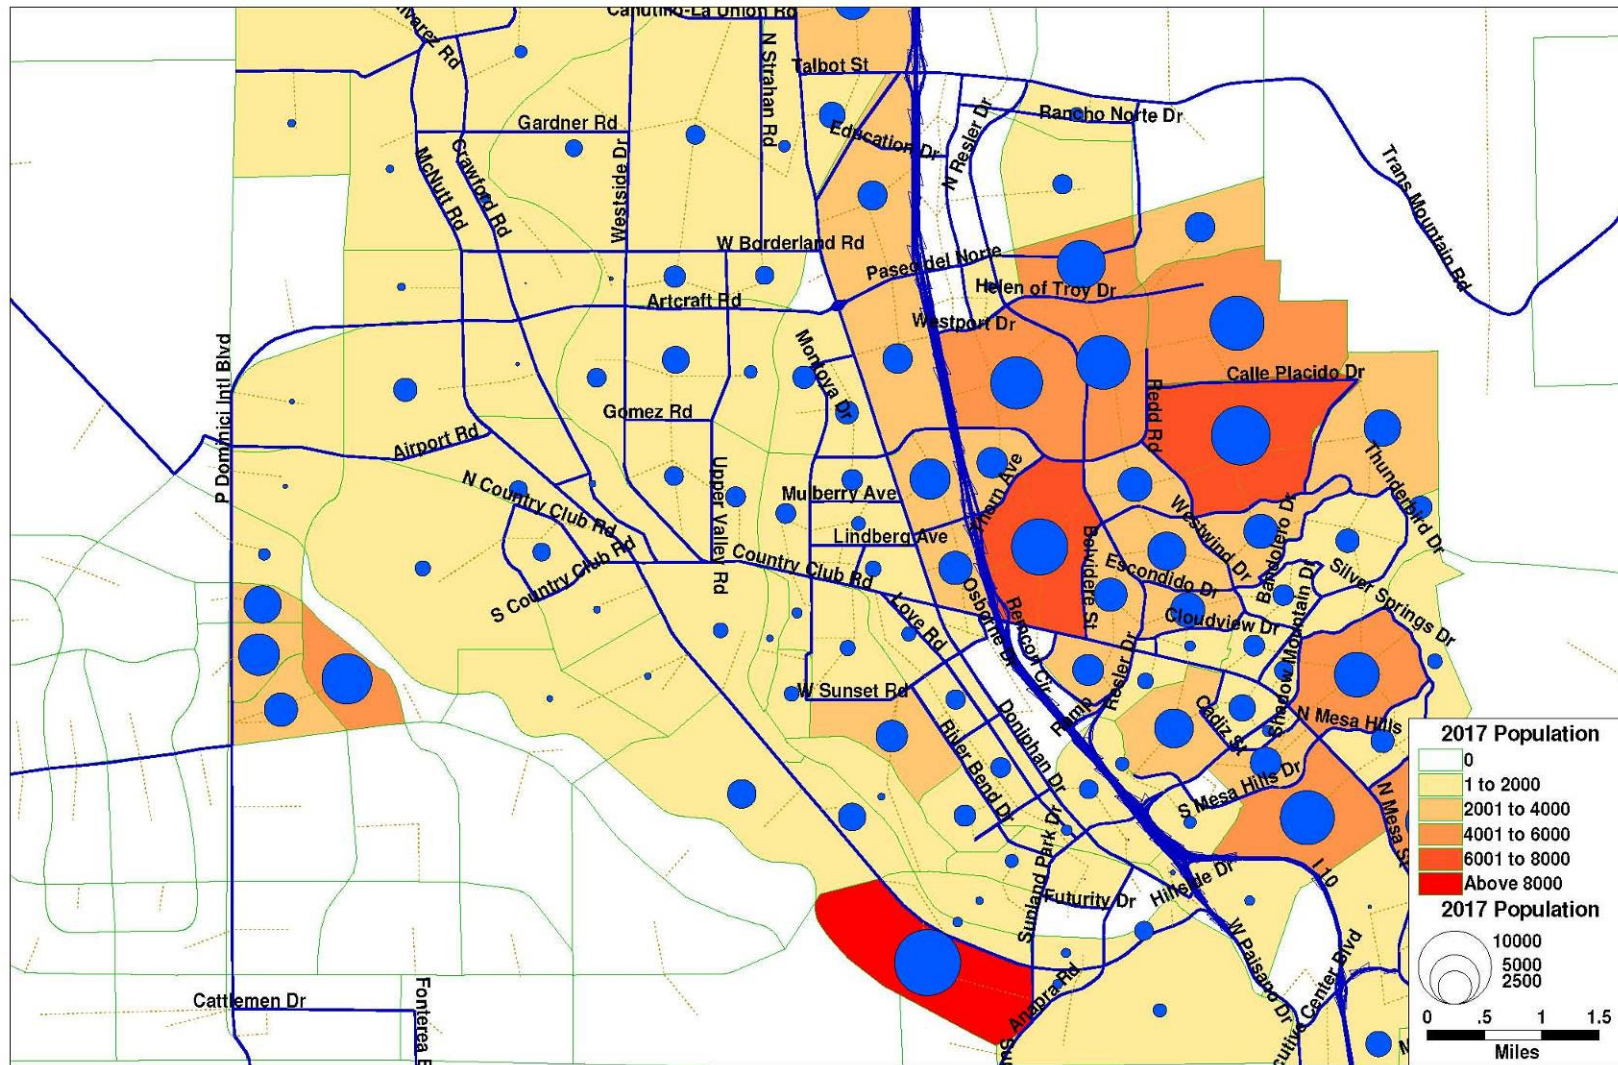 Canutillo-La Union Rd
Alvarez Rd
N Strahan Rd
Talbot St
Gardner Rd
Education Dr
N Resler Dr
Rancho Norte Dr
Trans Mountain Rd
McNutt Rd
Crawford Rd
Westside Dr
W Borderland Rd
Paseo del Norte
Helen of Troy Dr
Artcraft Rd
Westport Dr
P Dominici Intl Blvd
Montoya Dr
Calle Placido Dr
Redd Rd
Gomez Rd
Airport Rd
Upper Valley Rd
Thorn Ave
Thunderbird Dr
N Country Club Rd
Mulberry Ave
Westwind Dr
Bandolero Dr
Lindberg Ave
Belvidere St
S Country Club Rd
Country Club Rd
Escondido Dr
Silver Springs Dr
Love Rd
Osborne Dr
Remcon Cir
Cloudview Dr
Shadow Mountain Dr
Resler Dr
W Sunset Rd
Ramp
Cadiz St
N Mesa Hills
River Bend Dr
Doniphan Dr
S Mesa Hills Dr
N Mesa St
Sunland Park Dr
I 10
Futurity Dr
Hillside Dr
W Paisano Dr
Anapra Rd
Cattlemen Dr
2017 Population
0
1 to 2000
2001 to 4000
4001 to 6000
6001 to 8000
Above 8000
2017 Population
10000
5000
2500
0 .5 1 1.5
Miles